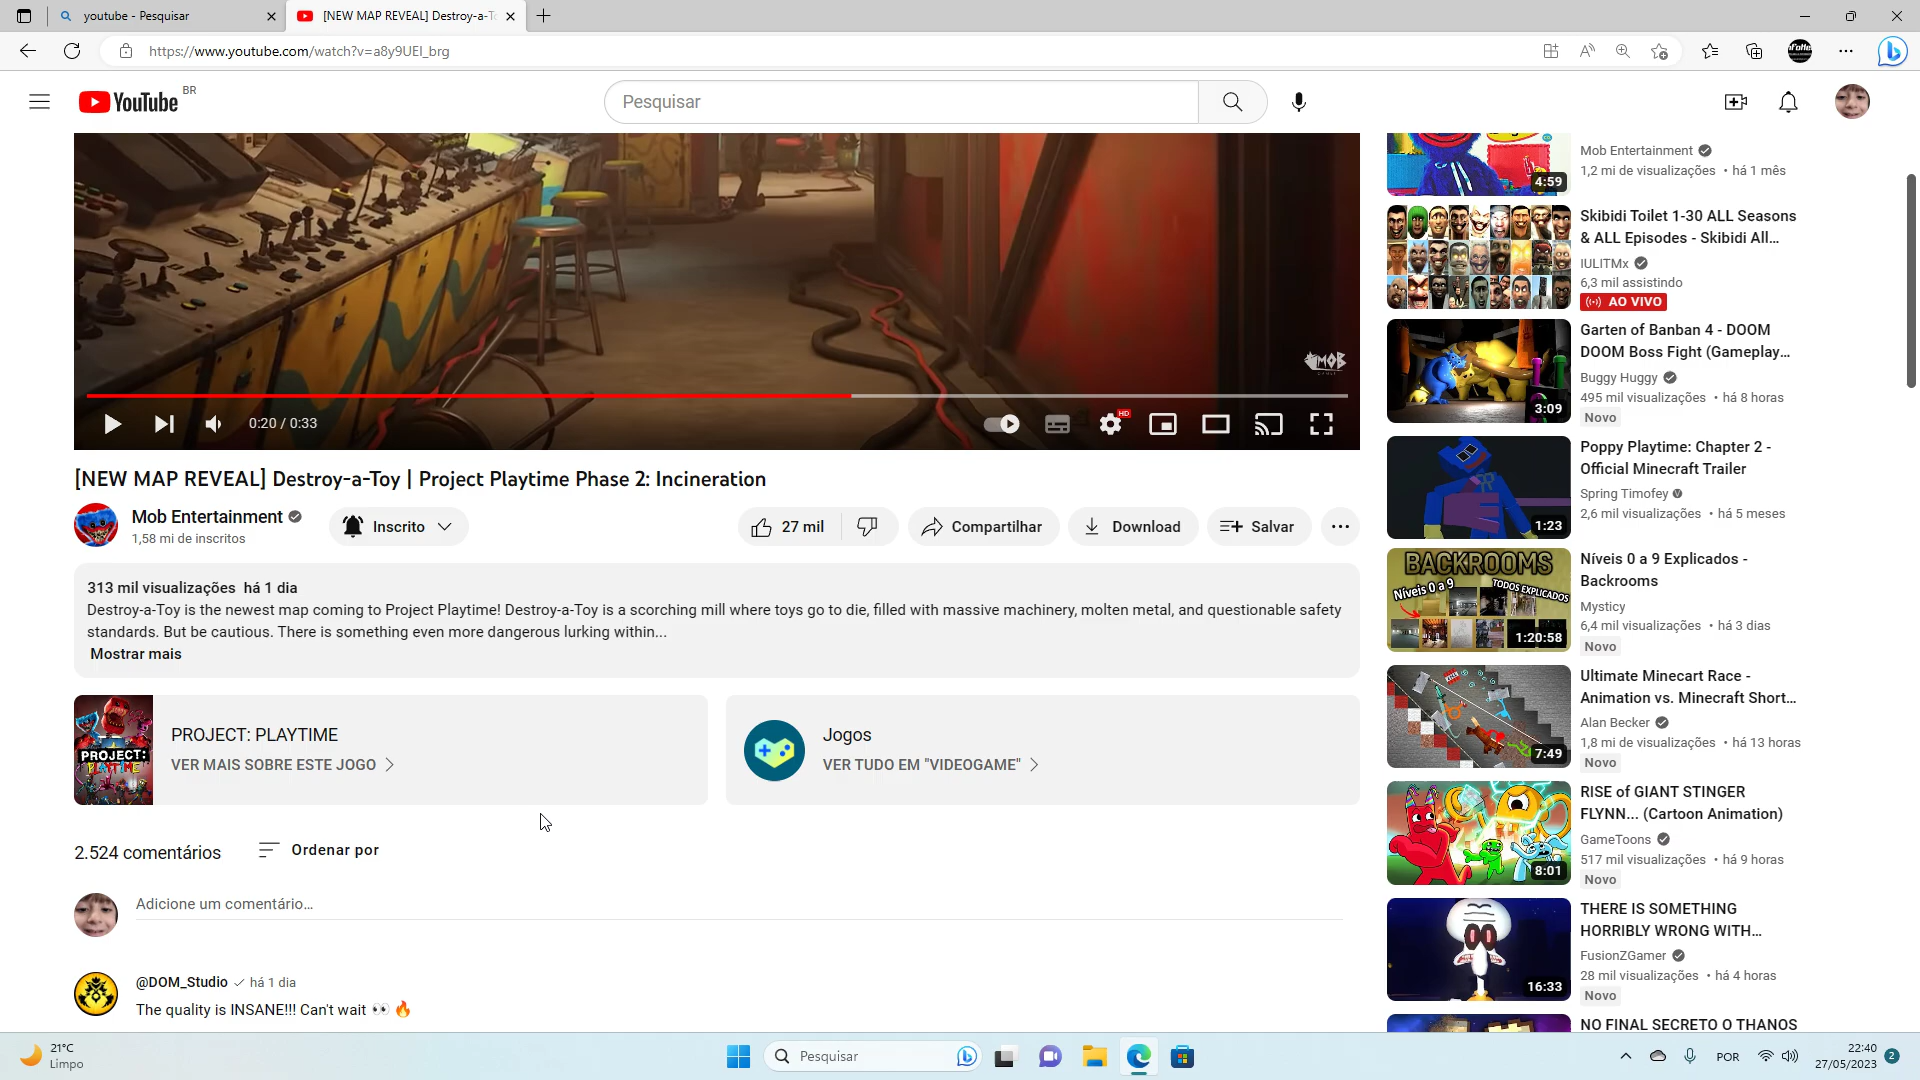 youtube - Pesquisar
[NEW MAP REVEAL] Destroy-a-T
https://www.youtube.com/watch?v=a8y9UEI_brg
YouTube BR
Pesquisar
MOB
0:20 / 0:33
HD
[NEW MAP REVEAL] Destroy-a-Toy | Project Playtime Phase 2: Incineration
Mob Entertainment
1,58 mi de inscritos
Inscrito
27 mil
Compartilhar
Download
Salvar
313 mil visualizações há 1 dia
Destroy-a-Toy is the newest map coming to Project Playtime! Destroy-a-Toy is a scorching mill where toys go to die, filled with massive machinery, molten metal, and questionable safety
standards. But be cautious. There is something even more dangerous lurking within...
Mostrar mais
PROJECT:
PLAYTIME
PROJECT: PLAYTIME
VER MAIS SOBRE ESTE JOGO
Jogos
VER TUDO EM "VIDEOGAME"
2.524 comentários
Ordenar por
Adicione um comentário...
@DOM_Studio há 1 dia
The quality is INSANE!!! Can't wait 👀 🔥
4:59
Mob Entertainment
1,2 mi de visualizações • há 1 mês
Skibidi Toilet 1-30 ALL Seasons
& ALL Episodes - Skibidi All...
IULITMx
6,3 mil assistindo
AO VIVO
3:09
Garten of Banban 4 - DOOM
DOOM Boss Fight (Gameplay...
Buggy Huggy
495 mil visualizações • há 8 horas
Novo
1:23
Poppy Playtime: Chapter 2 -
Official Minecraft Trailer
Spring Timofey
2,6 mil visualizações • há 5 meses
BACKROOMS
Níveis 0 a 9
TODOS EXPLICADOS
1:20:58
Níveis 0 a 9 Explicados -
Backrooms
Mysticy
6,4 mil visualizações • há 3 dias
Novo
7:49
Ultimate Minecart Race -
Animation vs. Minecraft Short...
Alan Becker
1,8 mi de visualizações • há 13 horas
Novo
8:01
RISE of GIANT STINGER
FLYNN... (Cartoon Animation)
GameToons
517 mil visualizações • há 9 horas
Novo
16:33
THERE IS SOMETHING
HORRIBLY WRONG WITH...
FusionZGamer
28 mil visualizações • há 4 horas
Novo
NO FINAL SECRETO O THANOS
21°C
Limpo
Pesquisar
POR
22:40
27/05/2023
2